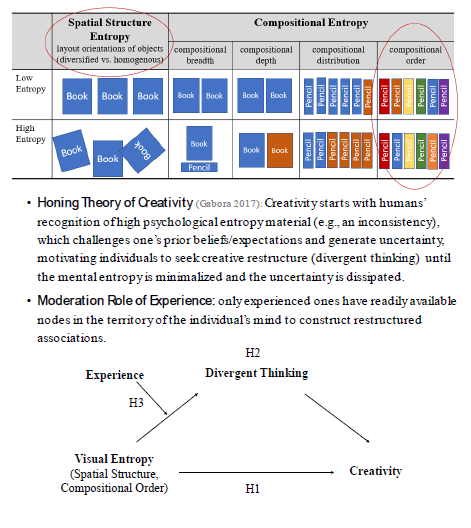 Spatial Structure Entropy
layout orientations of objects
(diversified vs. homogenous)
Compositional Entropy
compositional breadth
compositional depth
compositional distribution
compositional order
Low Entropy
Book Book Book
Book Book
Book Book
Pencil Pencil Pencil Pencil Pencil Pencil
Pencil Pencil Pencil Pencil Pencil Pencil
High Entropy
Book Book Book
Book
Pencil
Book Book
Pencil Pencil Pencil Pencil Pencil Pencil
Pencil Pencil Pencil Pencil Pencil Pencil
• Honing Theory of Creativity (Gabora 2017): Creativity starts with humans'
recognition of high psychological entropy material (e.g., an inconsistency),
which challenges one's prior beliefs/expectations and generate uncertainty,
motivating individuals to seek creative restructure (divergent thinking) until
the mental entropy is minimalized and the uncertainty is dissipated.
• Moderation Role of Experience: only experienced ones have readily available
nodes in the territory of the individual's mind to construct restructured
associations.
H2
Experience
Divergent Thinking
H3
Visual Entropy
(Spatial Structure,
Compositional Order)
Creativity
H1